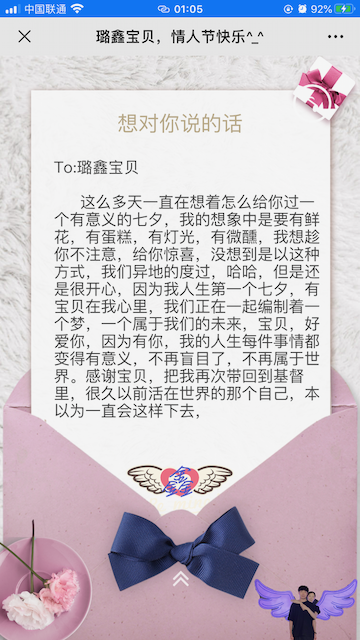 中国联通
01:05
92%
璐鑫宝贝，情人节快乐^_^
想对你说的话
To:璐鑫宝贝
这么多天一直在想着怎么给你过一
个有意义的七夕，我的想象中是要有鲜
花，有蛋糕，有灯光，有微醺，我想趁
你不注意，给你惊喜，没想到是以这种
方式，我们异地的度过，哈哈，但是还
是很开心，因为我人生第一个七夕，有
宝贝在我心里，我们正在一起编制着一
个梦，一个属于我们的未来，宝贝，好
爱你，因为有你，我的人生每件事情都
变得有意义，不再盲目了，不再属于世
界。感谢宝贝，把我再次带回到基督
里，很久以前活在世界的那个自己，本
以为一直会这样下去，